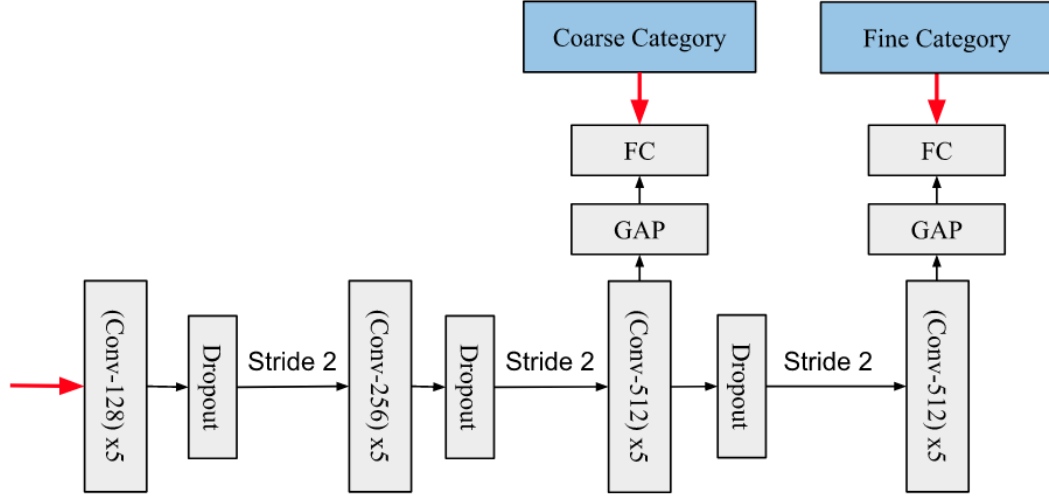 Coarse Category
Fine Category
FC
FC
GAP
GAP
(Conv-128) x5
Dropout
Stride 2
(Conv-256) x5
Dropout
Stride 2
(Conv-512) x5
Dropout
Stride 2
(Conv-512) x5